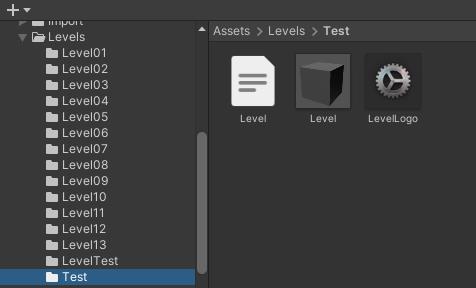 Import
Levels
Level01
Level02
Level03
Level04
Level05
Level06
Level07
Level08
Level09
Level10
Level11
Level12
Level13
LevelTest
Test
Assets > Levels > Test
Level Level LevelLogo